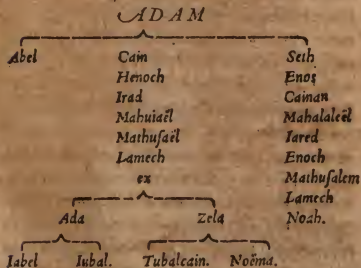 ADAM
Abel Cain Seth
Henoch Enos
Irad Cainan
Mahuiaël Mahalaleël
Mathuſaël Iared
Lamech Enoch
ex Mathuſalem
Lamech
Ada Zela Noah.
Iabel Iubal. Tubalcain. Noëma.